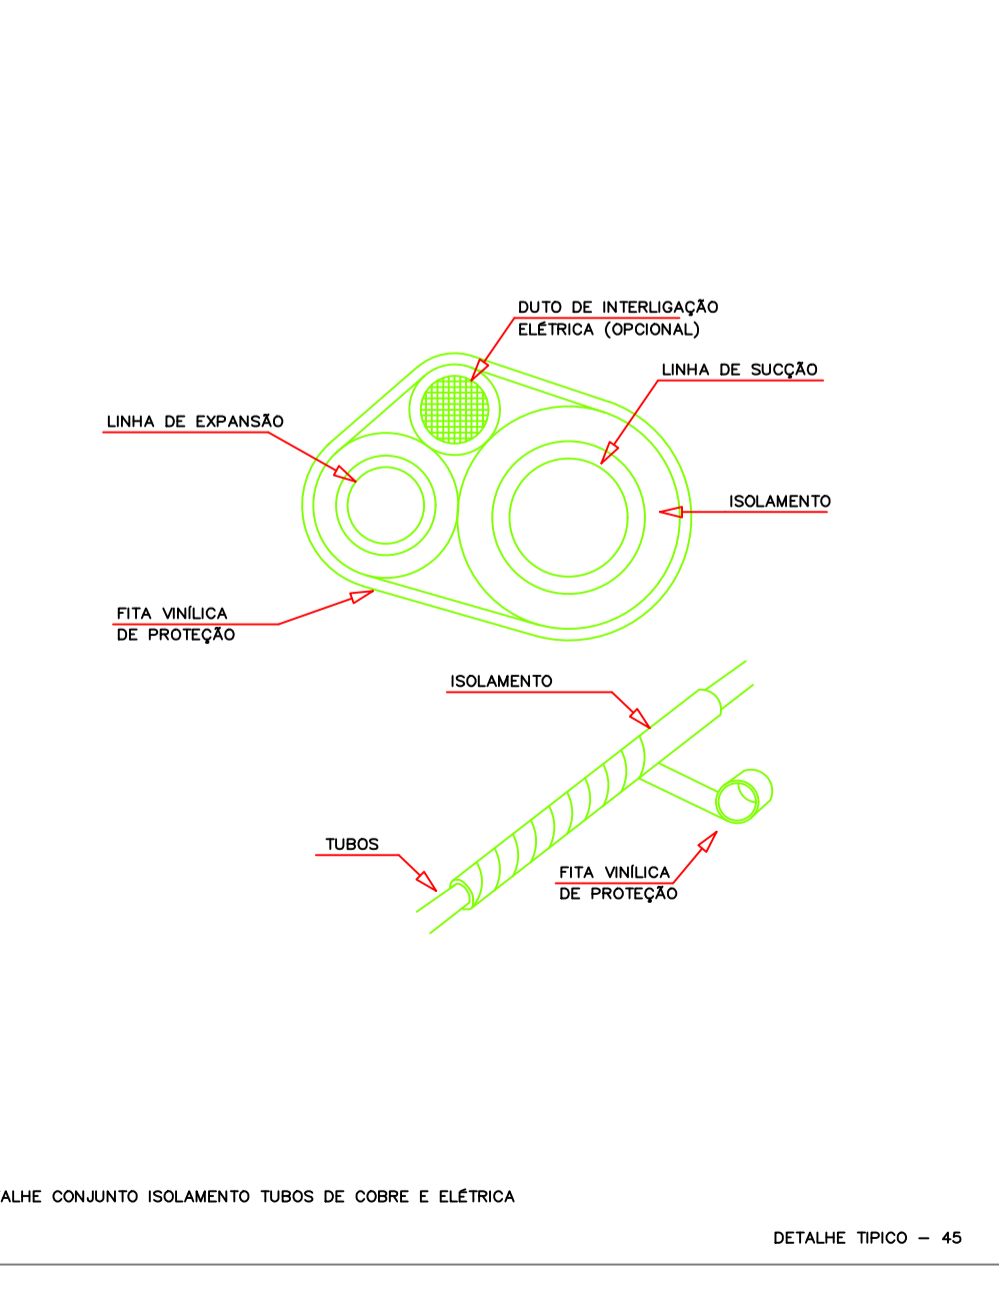 DUTO DE INTERLIGAÇÃO
ELÉTRICA (OPCIONAL)
LINHA DE SUCÇÃO
LINHA DE EXPANSÃO
ISOLAMENTO
FITA VINÍLICA
DE PROTEÇÃO
ISOLAMENTO
TUBOS
FITA VINÍLICA
DE PROTEÇÃO
ALHE CONJUNTO ISOLAMENTO TUBOS DE COBRE E ELÉTRICA
DETALHE TIPICO – 45